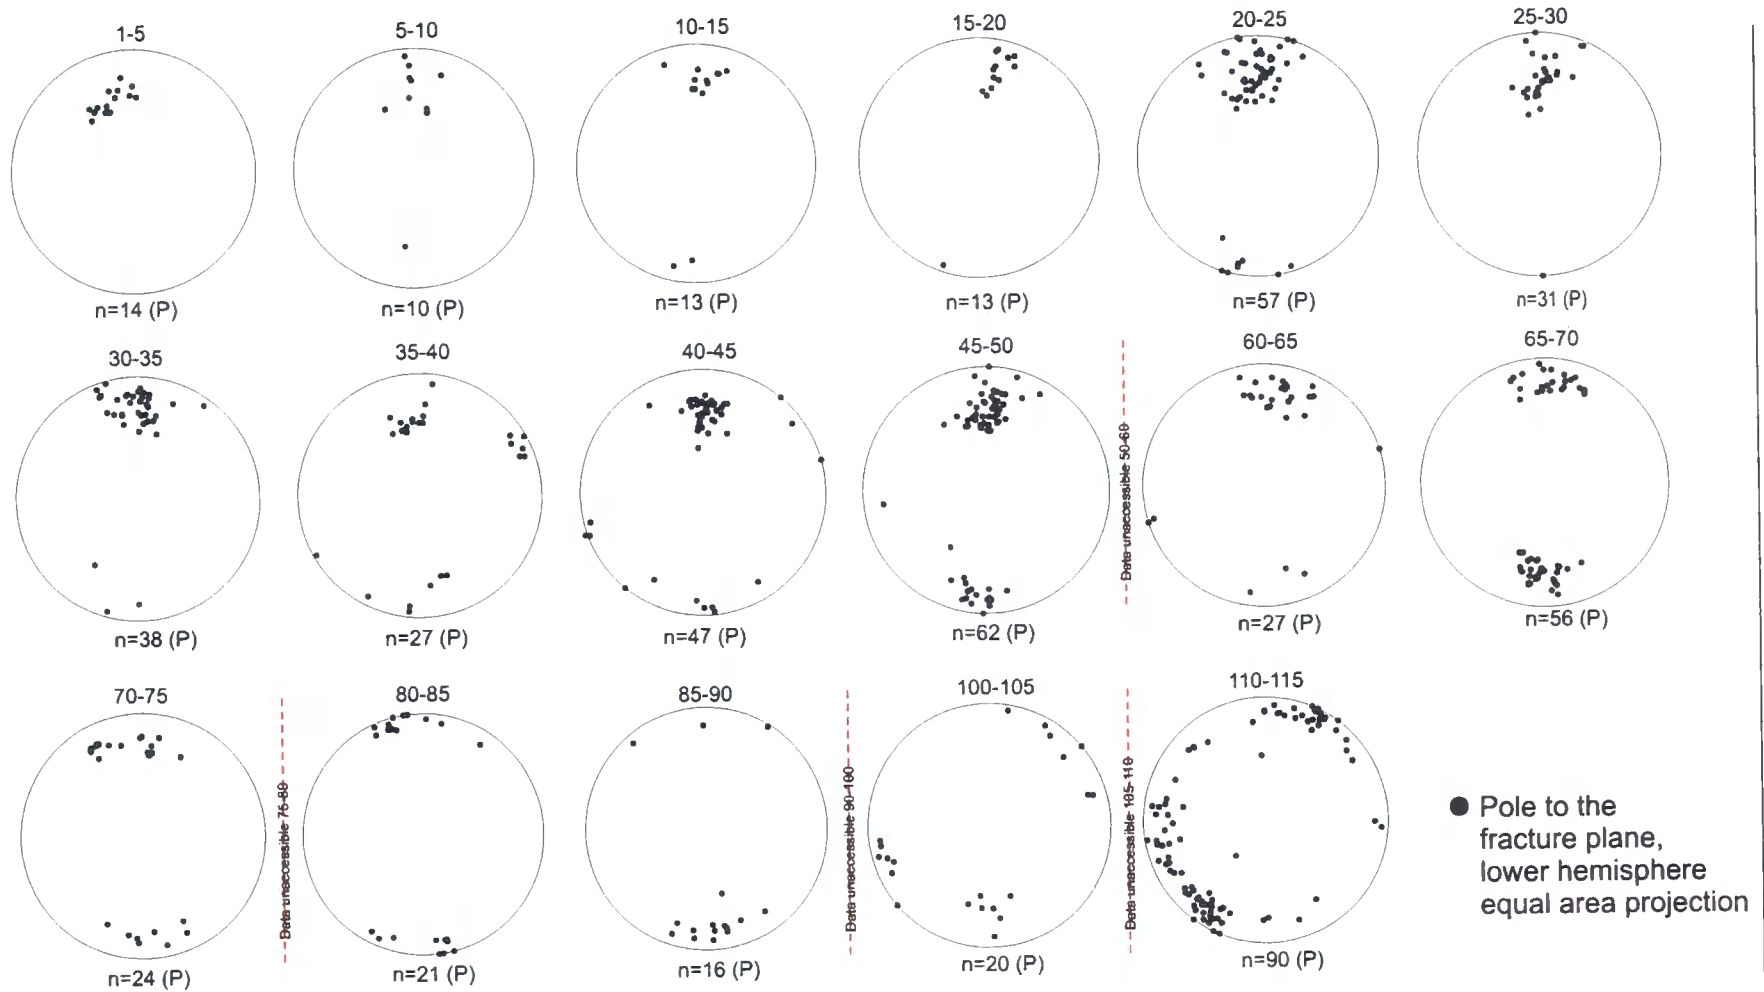 1-5
5-10
10-15
15-20
20-25
25-30
n=14 (P)
n=10 (P)
n=13 (P)
n=13 (P)
n=57 (P)
n=31 (P)
30-35
35-40
40-45
45-50
60-65
65-70
Data unaccessible 50-60
n=38 (P)
n=27 (P)
n=47 (P)
n=62 (P)
n=27 (P)
n=56 (P)
70-75
80-85
85-90
100-105
110-115
Data unaccessible 75-80
Data unaccessible 90-100
Data unaccessible 105-110
n=24 (P)
n=21 (P)
n=16 (P)
n=20 (P)
n=90 (P)
Pole to the
fracture plane,
lower hemisphere
equal area projection